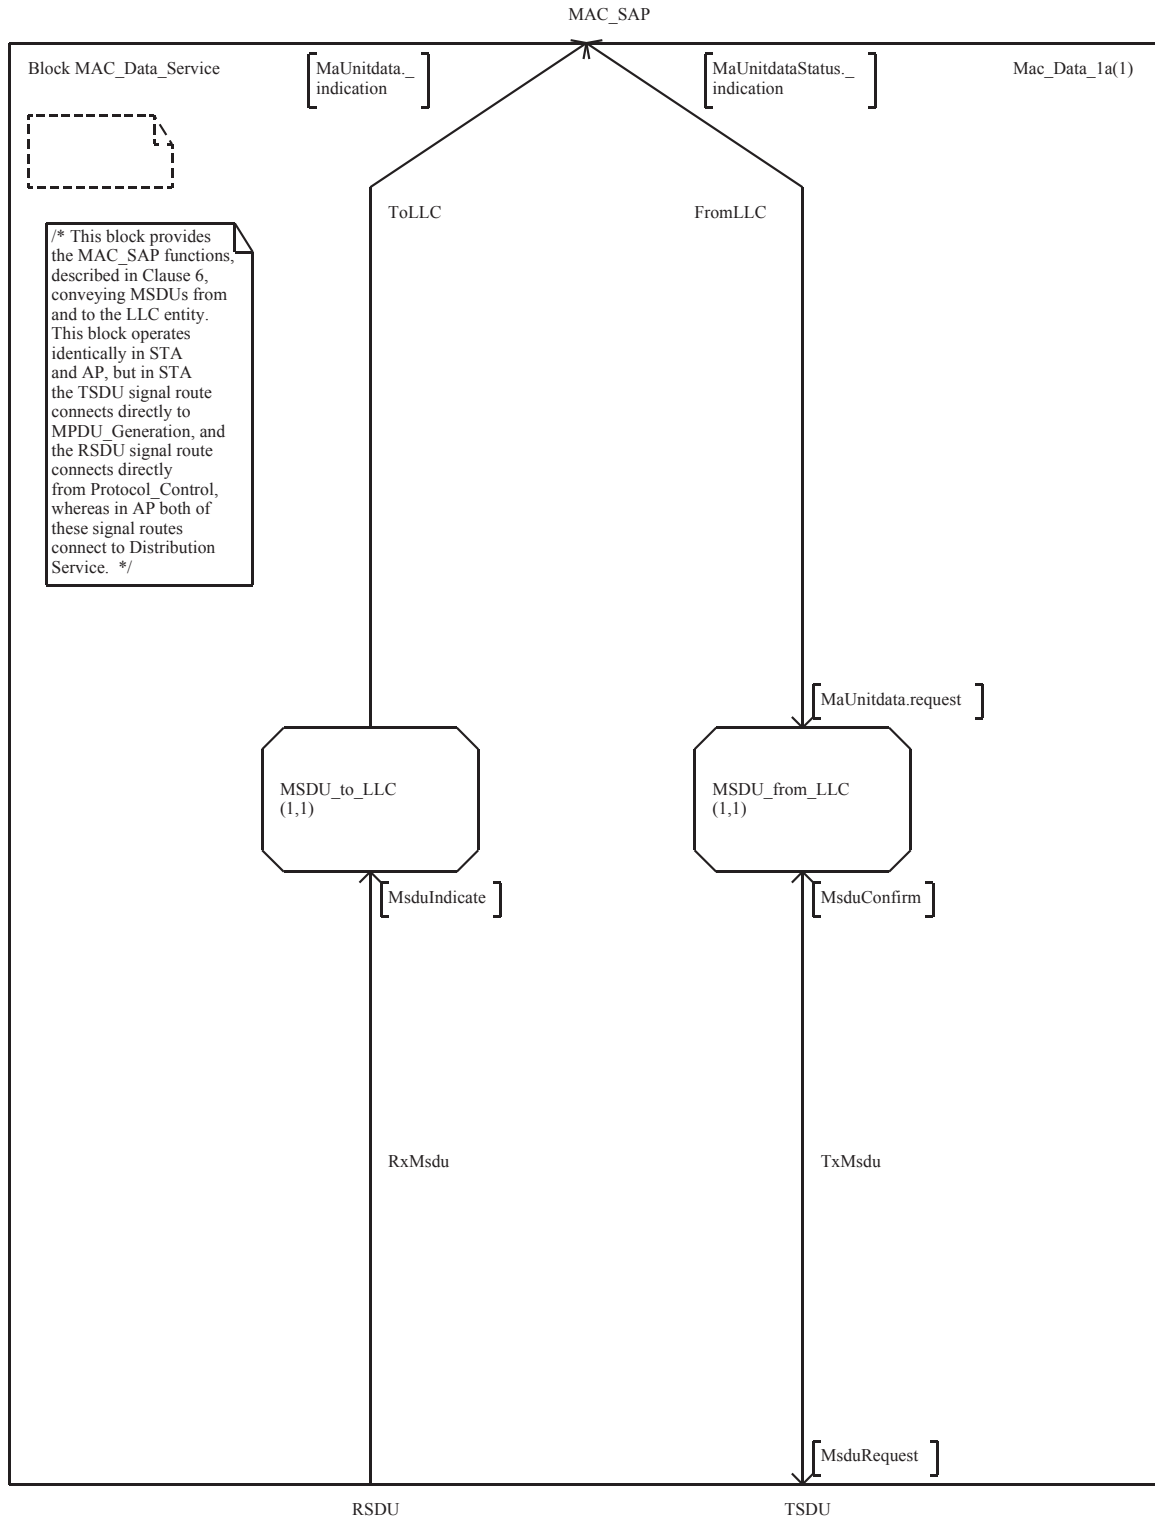 MAC_SAP
Block MAC_Data_Service
MaUnitdata._
indication
MaUnitdataStatus._
indication
Mac_Data_1a(1)
ToLLC
FromLLC
/* This block provides
the MAC_SAP functions,
described in Clause 6,
conveying MSDUs from
and to the LLC entity.
This block operates
identically in STA
and AP, but in STA
the TSDU signal route
connects directly to
MPDU_Generation, and
the RSDU signal route
connects directly
from Protocol_Control,
whereas in AP both of
these signal routes
connect to Distribution
Service.  */
MaUnitdata.request
MSDU_to_LLC
(1,1)
MSDU_from_LLC
(1,1)
MsduIndicate
MsduConfirm
RxMsdu
TxMsdu
MsduRequest
RSDU
TSDU